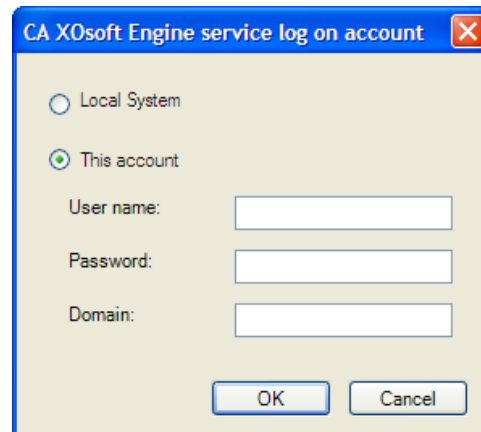 CA XOsoft Engine service log on account
Local System
This account
User name:
Password:
Domain:
OK Cancel